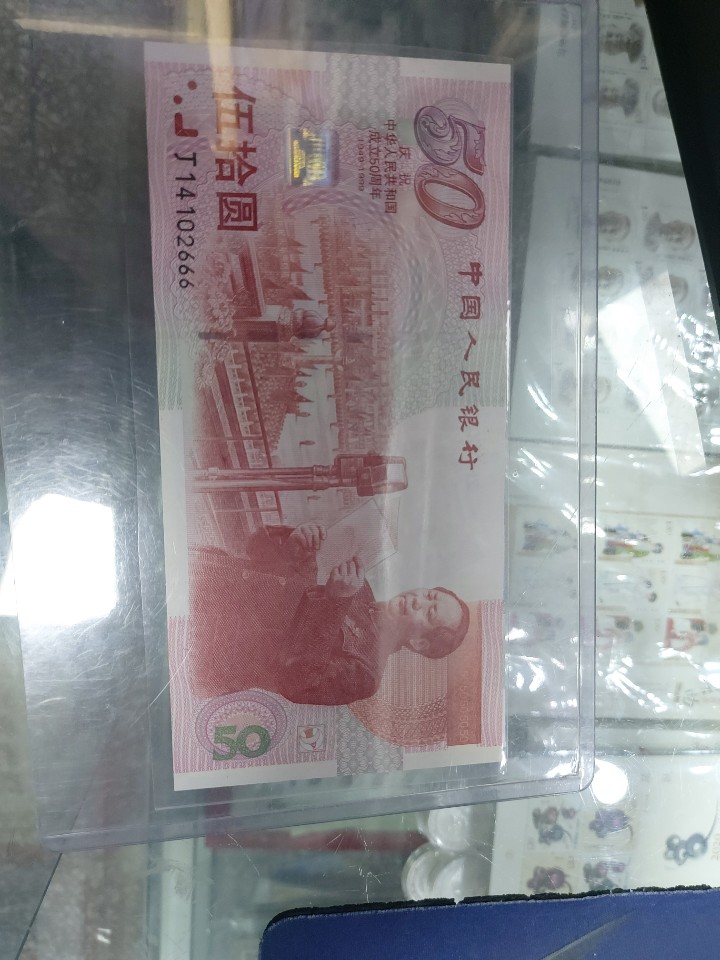 50
庆祝
中华人民共和国
成立50周年
1949-1999
中国人民银行
伍拾圆
J14102666
50